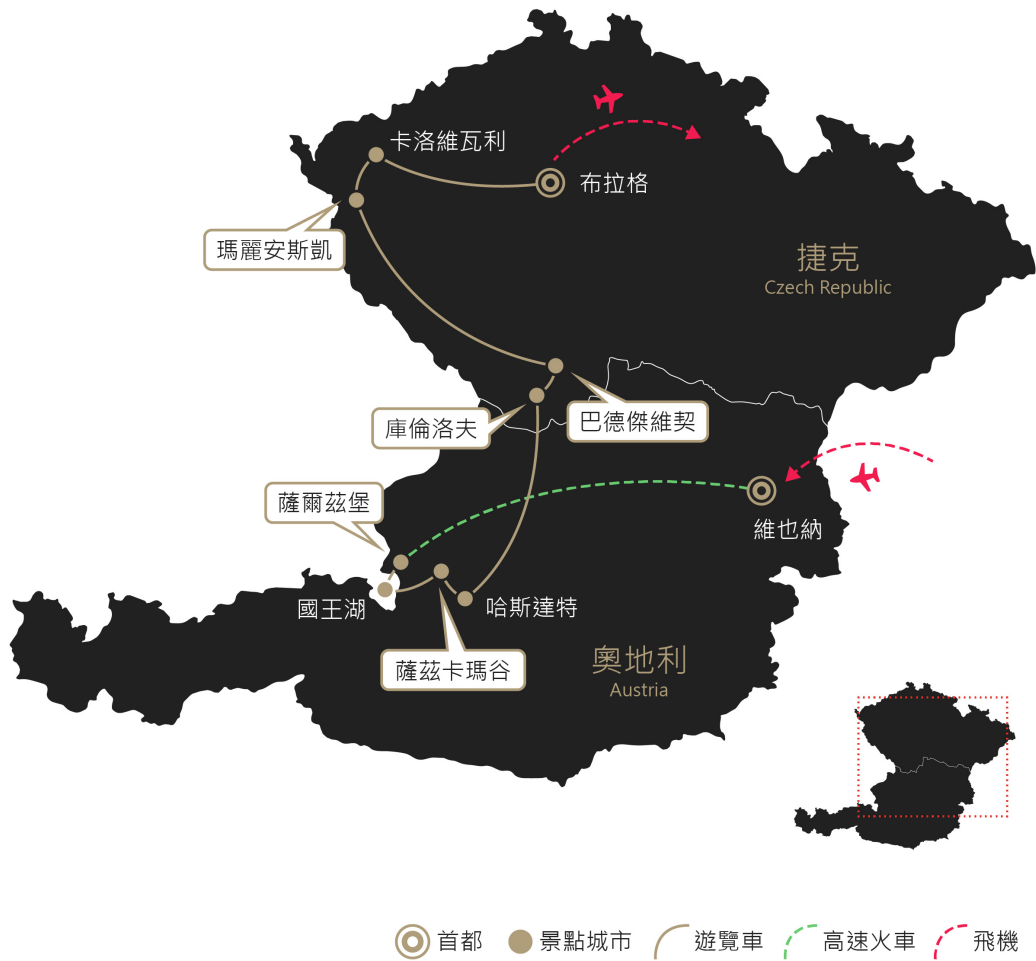 卡洛維瓦利
布拉格
瑪麗安斯凱
捷克
Czech Republic
庫倫洛夫
巴德傑維契
薩爾茲堡
維也納
國王湖
哈斯達特
薩茲卡瑪谷
奧地利
Austria
首都
景點城市
遊覽車
高速火車
飛機